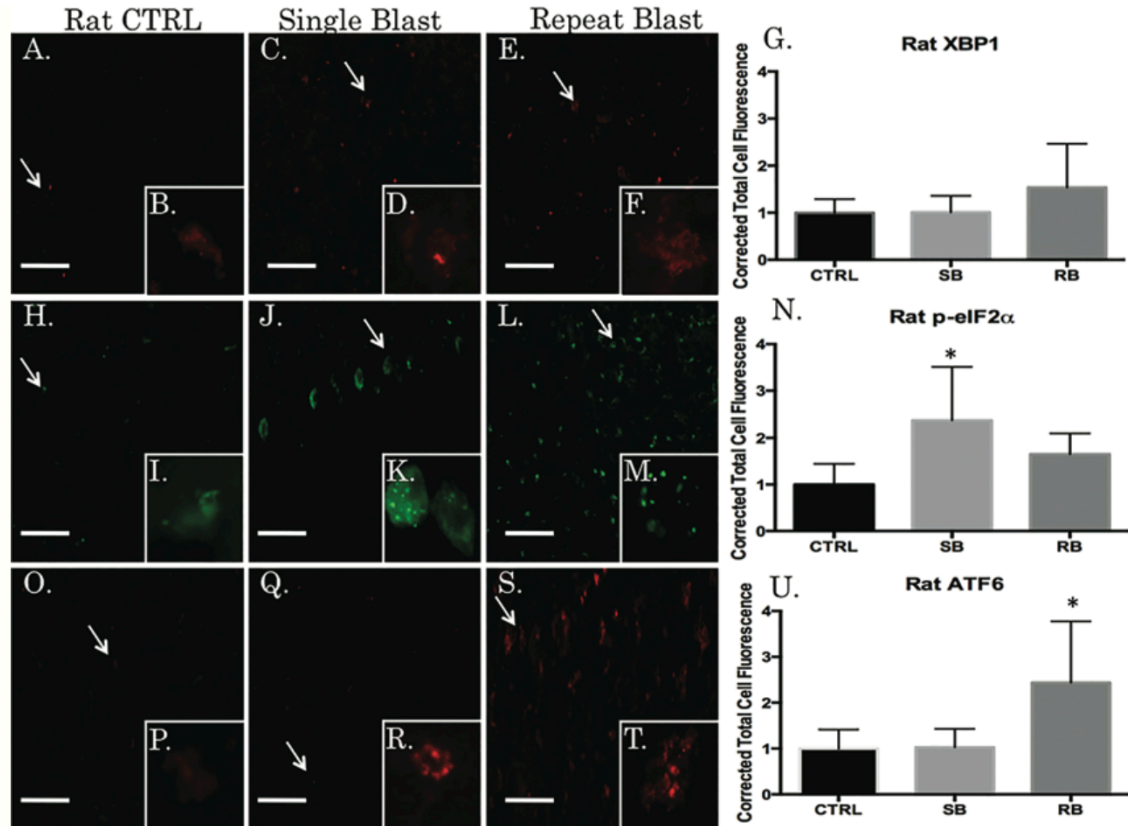 Rat CTRL Single Blast Repeat Blast
A. C. E. G. Rat XBP1
B. D. F.
Corrected Total Cell Fluorescence
4
3
2
1
0
CTRL SB RB
H. J. L. N. Rat p-eIF2α
I. K. M.
Corrected Total Cell Fluorescence
4
3
2
1
0
*
CTRL SB RB
O. Q. S. U. Rat ATF6
P. R. T.
Corrected Total Cell Fluorescence
4
3
2
1
0
*
CTRL SB RB